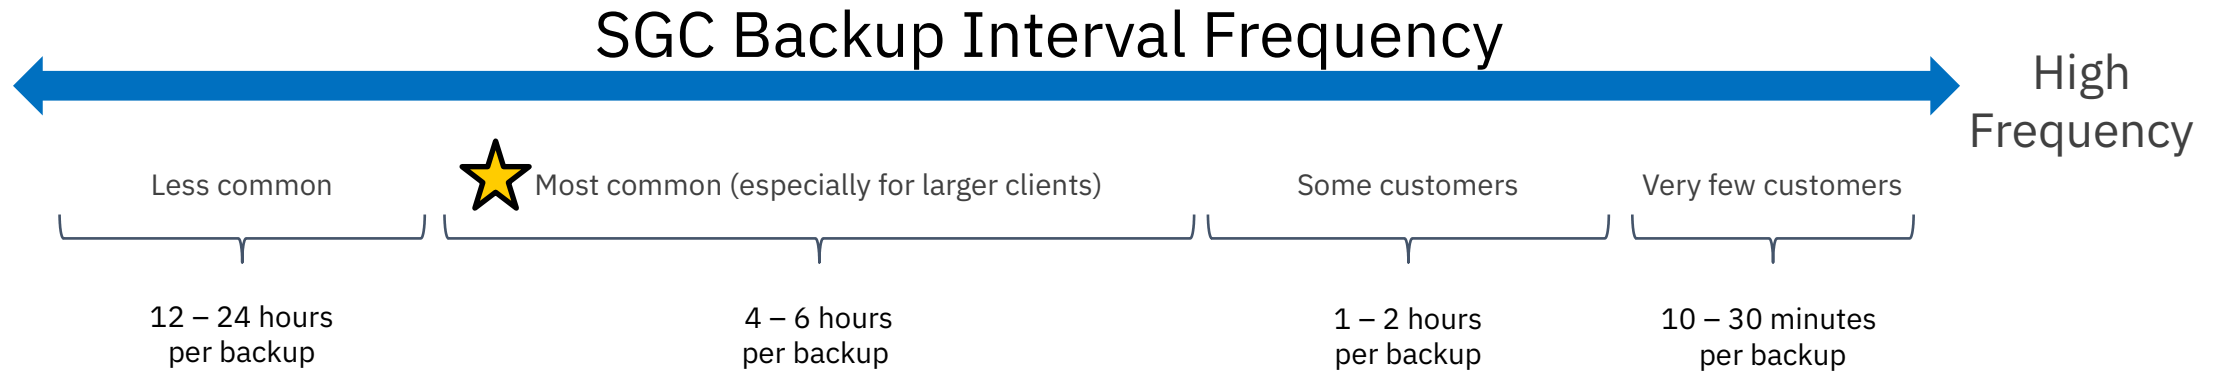 SGC Backup Interval Frequency
High
Frequency
Less common
Most common (especially for larger clients)
Some customers
Very few customers
12 – 24 hours
per backup
4 – 6 hours
per backup
1 – 2 hours
per backup
10 – 30 minutes
per backup